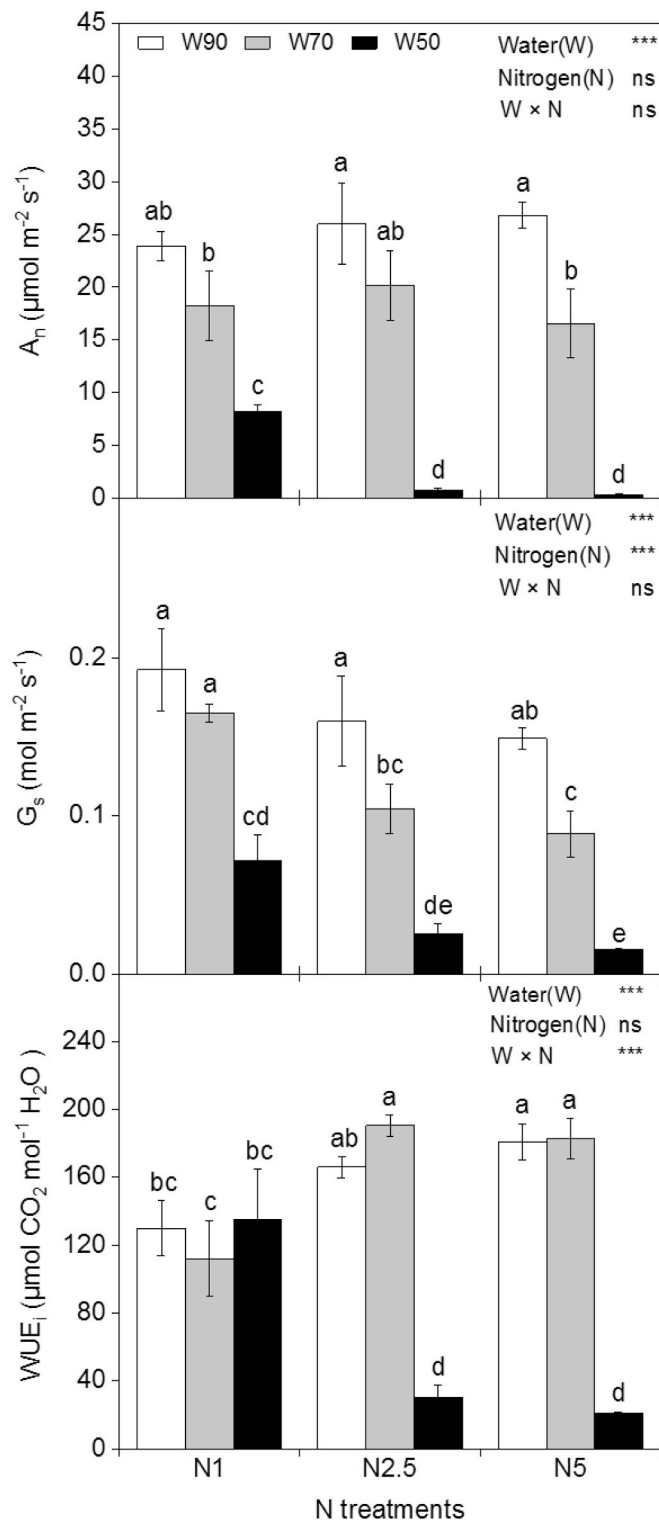 45
W90 W70 W50
Water(W) ***
40
Nitrogen(N) ns
W × N ns
35
30
25
20
15
10
5
0
Aₙ (μmol m⁻² s⁻¹)
ab b c
a ab d
a b d
Water(W) ***
Nitrogen(N) ***
W × N ns
0.2
0.1
0.0
Gₛ (mol m⁻² s⁻¹)
a a cd
a bc de
ab c e
Water(W) ***
Nitrogen(N) ns
W × N ***
240
200
160
120
80
40
0
WUEᵢ (μmol CO₂ mol⁻¹ H₂O )
bc c bc
ab a d
a a d
N1 N2.5 N5
N treatments